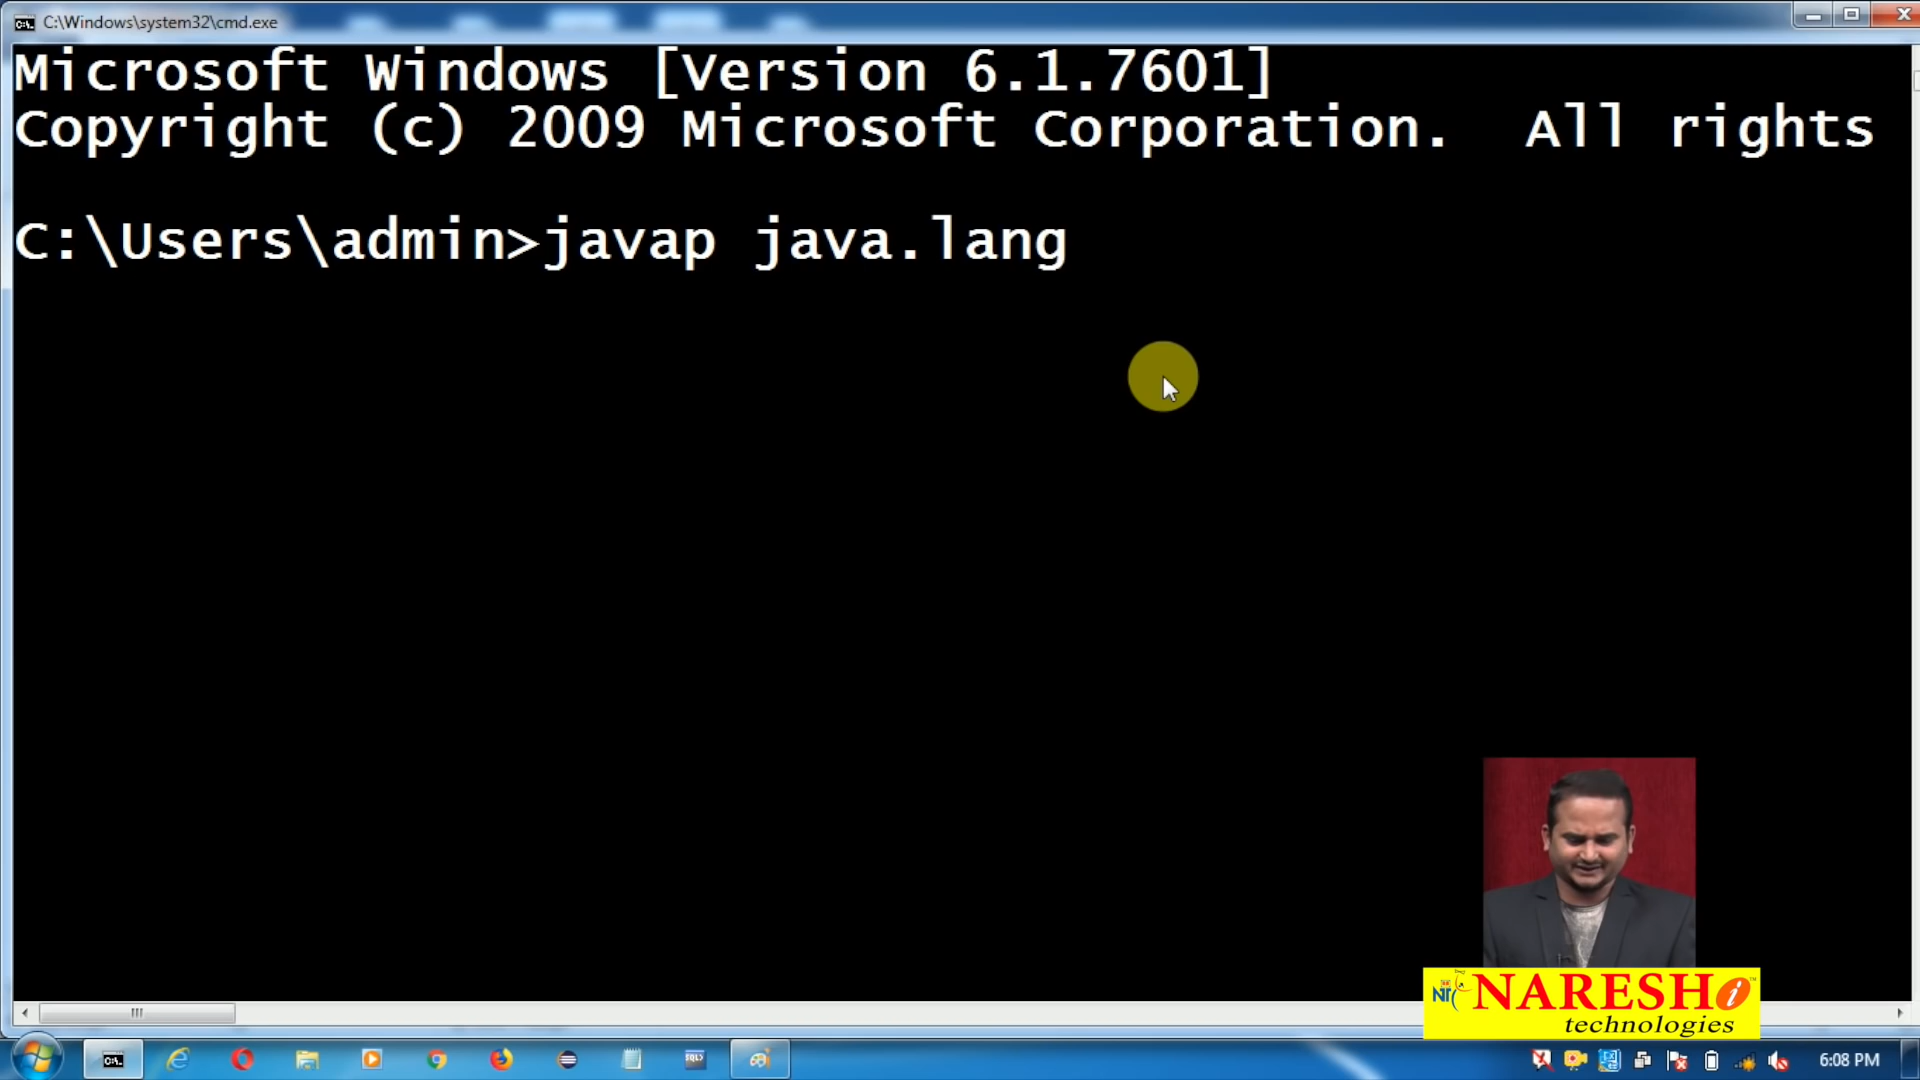 C:\Windows\system32\cmd.exe
Microsoft Windows [Version 6.1.7601]
Copyright (c) 2009 Microsoft Corporation.  All rights
C:\Users\admin>javap java.lang
NARESH i
technologies
6:08 PM